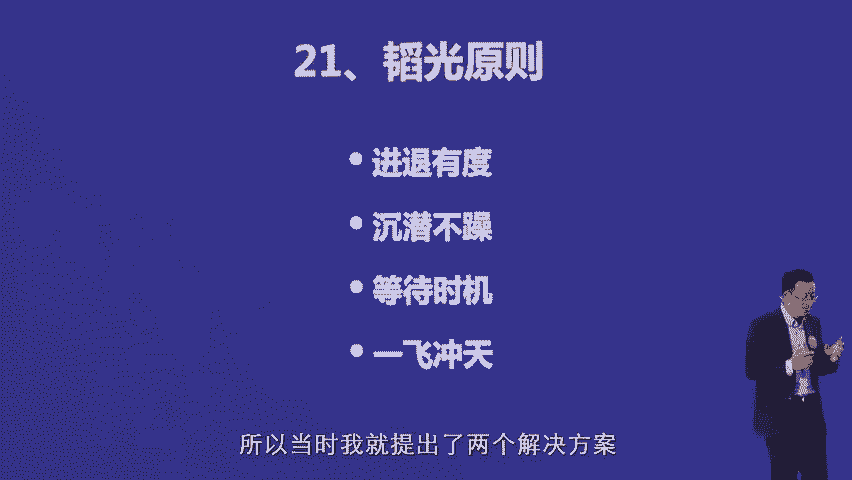 21、韬光原则
• 进退有度
• 沉潜不躁
• 等待时机
• 一飞冲天
所以当时我就提出了两个解决方案